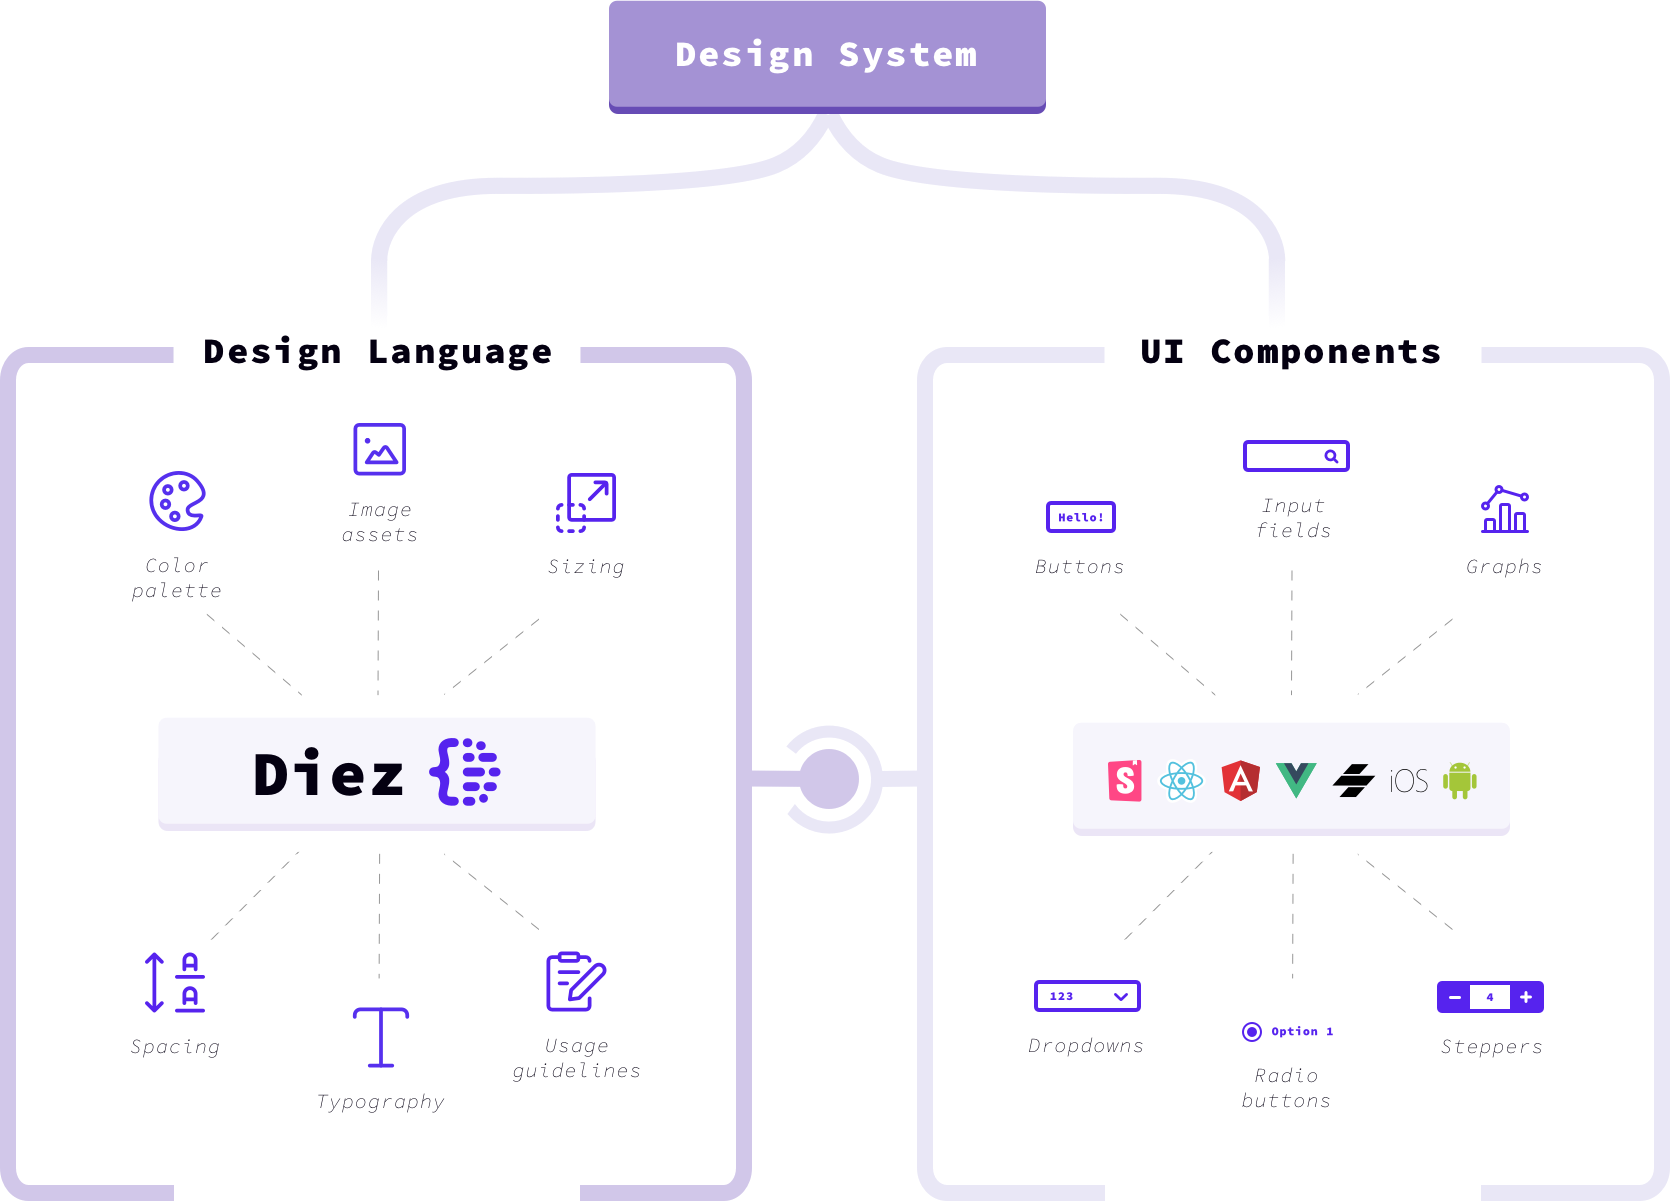 Design System
Design Language
UI Components
Image
assets
Color
palette
Sizing
Diez
Spacing
Typography
Usage
guidelines
Input
fields
Hello!
Buttons
Graphs
S
A
iOS
123
Dropdowns
Option 1
Radio
buttons
4
Steppers
A
A